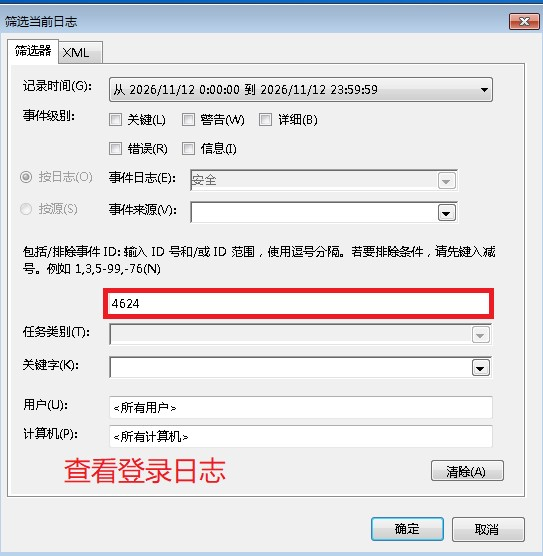 筛选当前日志
筛选器 XML
记录时间(G): 从 2026/11/12 0:00:00 到 2026/11/12 23:59:59
事件级别: 关键(L) 警告(W) 详细(B)
错误(R) 信息(I)
按日志(O) 事件日志(E): 安全
按源(S) 事件来源(V):
包括/排除事件 ID: 输入 ID 号和/或 ID 范围，使用逗号分隔。若要排除条件，请先键入减
号。例如 1,3,5-99,-76(N)
4624
任务类别(T):
关键字(K):
用户(U): <所有用户>
计算机(P): <所有计算机>
查看登录日志 清除(A)
确定 取消